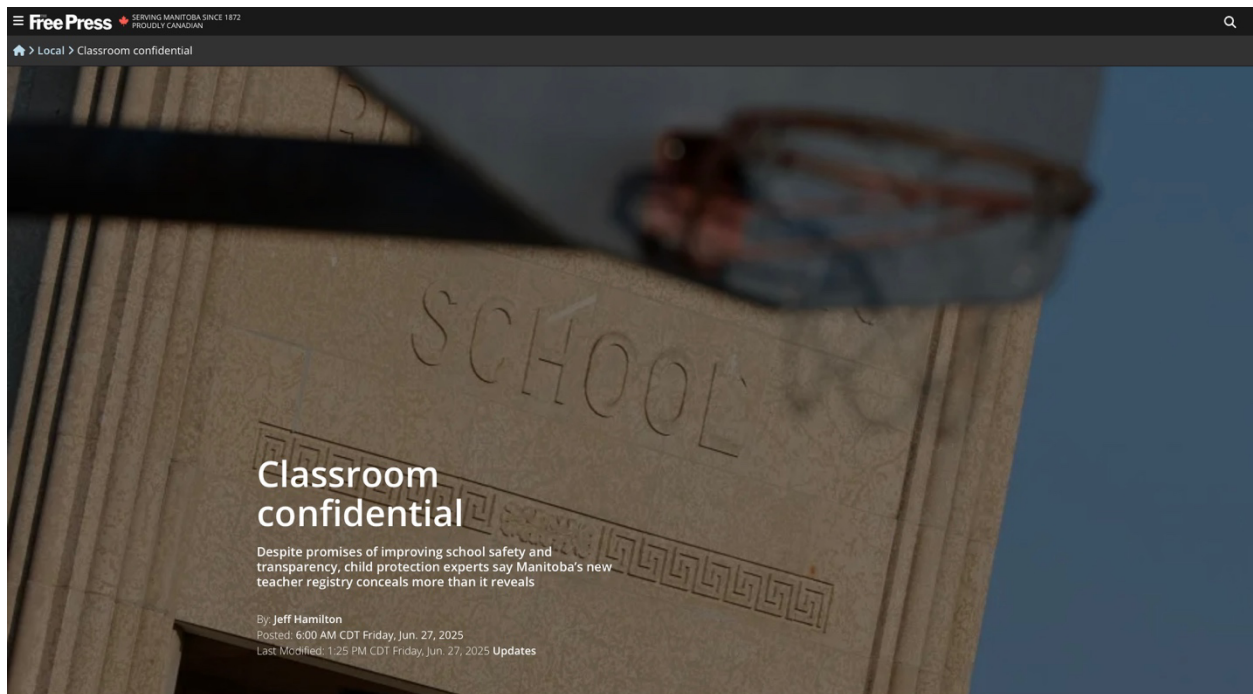 Free Press
SERVING MANITOBA SINCE 1872
PROUDLY CANADIAN
Local > Classroom confidential
SCHOOL
Classroom
confidential
Despite promises of improving school safety and
transparency, child protection experts say Manitoba's new
teacher registry conceals more than it reveals
By: Jeff Hamilton
Posted: 6:00 AM CDT Friday, Jun. 27, 2025
Last Modified: 1:25 PM CDT Friday, Jun. 27, 2025 Updates